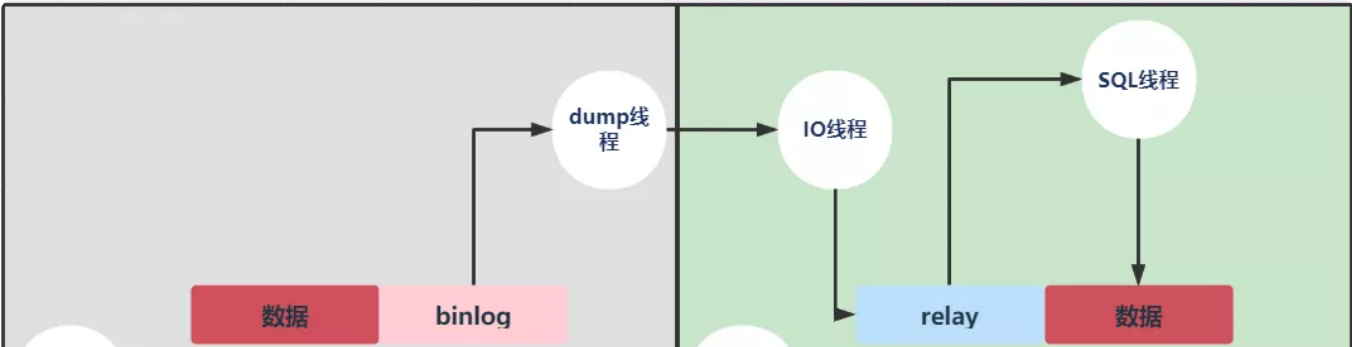 dump线
程
IO线程
SQL线程
数据
binlog
relay
数据